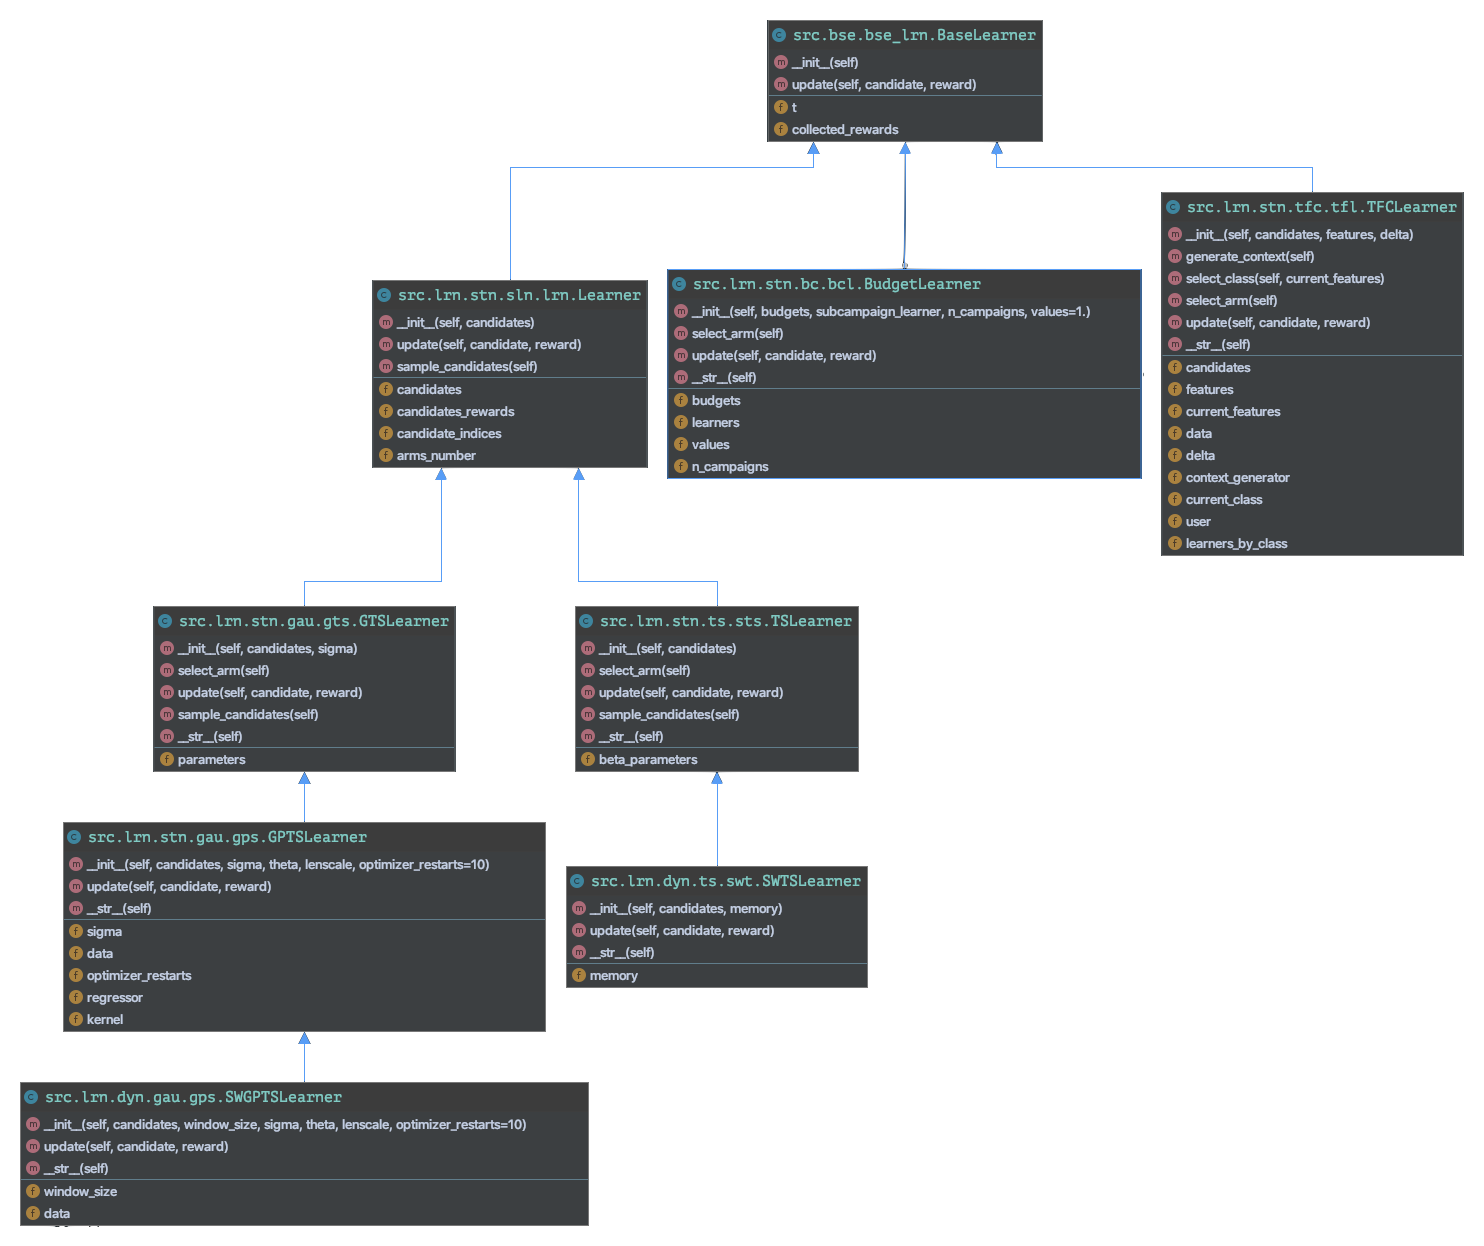 src.bse.bse_lrn.BaseLearner
__init__(self)
update(self, candidate, reward)
t
collected_rewards
src.lrn.stn.tfc.tfl.TFCLearner
__init__(self, candidates, features, delta)
generate_context(self)
select_class(self, current_features)
select_arm(self)
update(self, candidate, reward)
__str__(self)
candidates
features
current_features
data
delta
context_generator
current_class
user
learners_by_class
src.lrn.stn.bc.bcl.BudgetLearner
__init__(self, budgets, subcampaign_learner, n_campaigns, values=1.)
select_arm(self)
update(self, candidate, reward)
__str__(self)
budgets
learners
values
n_campaigns
src.lrn.stn.sln.lrn.Learner
__init__(self, candidates)
update(self, candidate, reward)
sample_candidates(self)
candidates
candidates_rewards
candidate_indices
arms_number
src.lrn.stn.gau.gts.GTSLearner
__init__(self, candidates, sigma)
select_arm(self)
update(self, candidate, reward)
sample_candidates(self)
__str__(self)
parameters
src.lrn.stn.ts.sts.TSLearner
__init__(self, candidates)
select_arm(self)
update(self, candidate, reward)
sample_candidates(self)
__str__(self)
beta_parameters
src.lrn.stn.gau.gps.GPTSLearner
__init__(self, candidates, sigma, theta, lenscale, optimizer_restarts=10)
update(self, candidate, reward)
__str__(self)
sigma
data
optimizer_restarts
regressor
kernel
src.lrn.dyn.ts.swt.SWTSLearner
__init__(self, candidates, memory)
update(self, candidate, reward)
__str__(self)
memory
src.lrn.dyn.gau.gps.SWGPTSLearner
__init__(self, candidates, window_size, sigma, theta, lenscale, optimizer_restarts=10)
update(self, candidate, reward)
__str__(self)
window_size
data